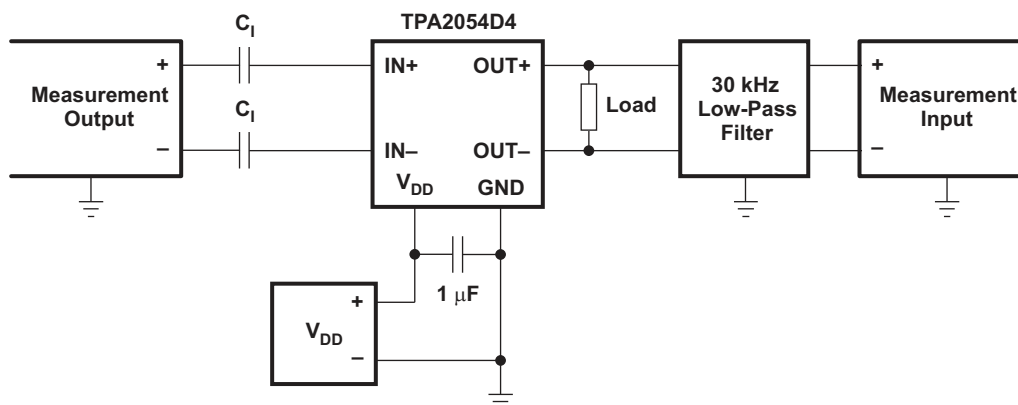 TPA2054D4
C_I
+
Measurement
Output
–
C_I
IN+
OUT+
IN–
OUT–
V_DD
GND
Load
30 kHz
Low-Pass
Filter
+
Measurement
Input
–
1 μF
+
V_DD
–